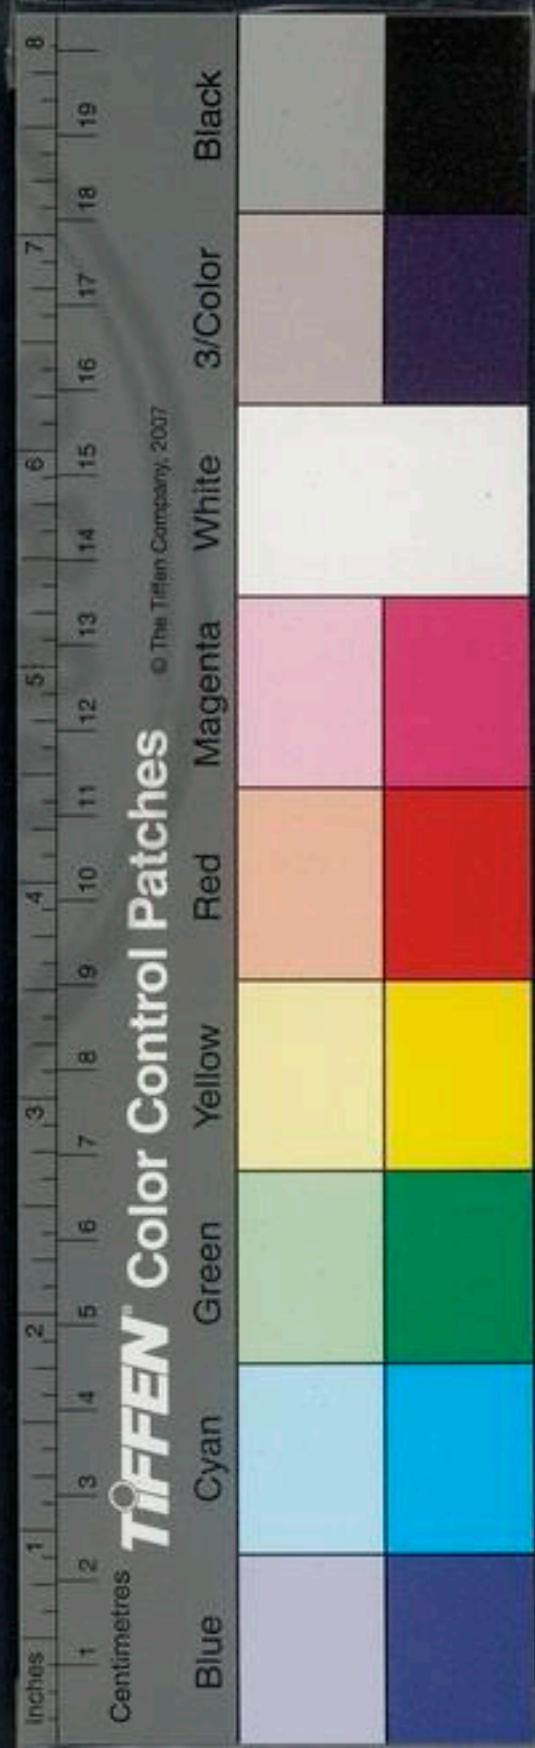 Inches 1 2 3 4 5 6 7 8
Centimetres 1 2 3 4 5 6 7 8 9 10 11 12 13 14 15 16 17 18 19
TIFFEN® Color Control Patches © The Tiffen Company, 2007
Blue Cyan Green Yellow Red Magenta White 3/Color Black